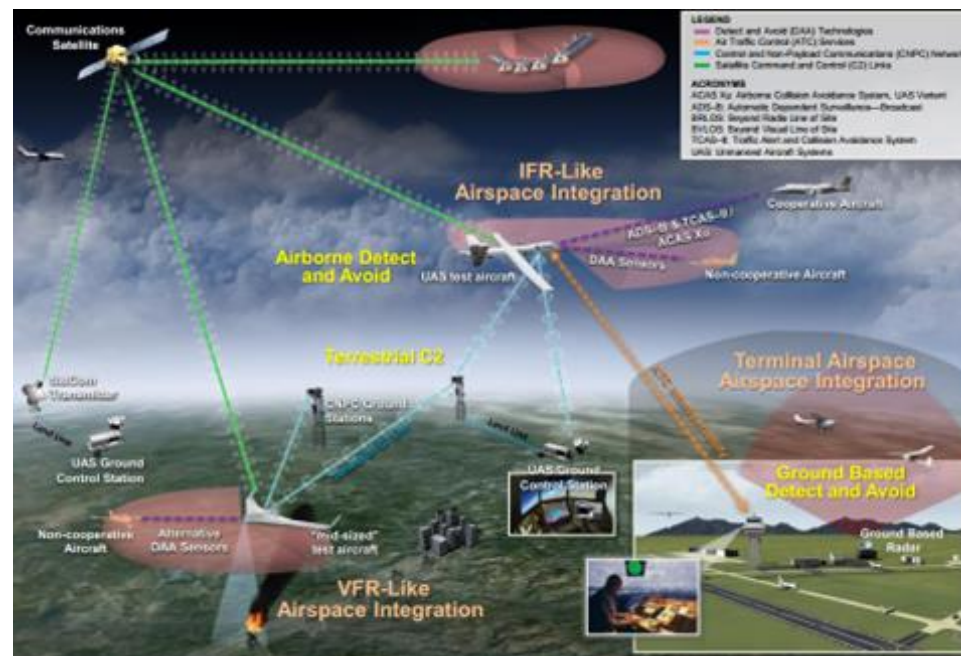 Communications
Satellite
LEGEND
Detect and Avoid (DAA) Technologies
Air Traffic Control (ATC) Services
Control and Non-Payload Communications (CNPC) Network
Satellite Command and Control (C2) Links
ACRONYMS
ACAS Xu: Airborne Collision Avoidance System, UAS Variant
ADS-B: Automatic Dependent Surveillance—Broadcast
BRLOS: Beyond Radio Line of Site
BVLOS: Beyond Visual Line of Site
TCAS-II: Traffic Alert and Collision Avoidance System
UAS: Unmanned Aircraft Systems
IFR-Like
Airspace Integration
Cooperative Aircraft
ADS-B & TCAS-II /
ACAS Xu
DAA Sensors
Non-cooperative Aircraft
Airborne Detect
and Avoid
UAS test aircraft
Terrestrial C2
Terminal Airspace
Airspace Integration
SatCom
Transmitter
CNPC Ground
Stations
Land Line
UAS Ground
Control Station
Land Line
UAS Ground
Control Station
Ground Based
Detect and Avoid
Ground Based
Radar
Non-cooperative
Aircraft
Alternative
DAA Sensors
"mid-sized"
test aircraft
VFR-Like
Airspace Integration